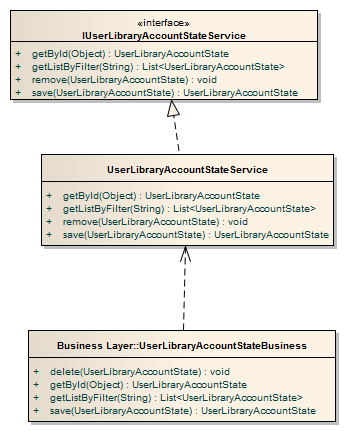 «interface»
IUserLibraryAccountStateService
+ getById(Object) : UserLibraryAccountState
+ getListByFilter(String) : List<UserLibraryAccountState>
+ remove(UserLibraryAccountState) : void
+ save(UserLibraryAccountState) : UserLibraryAccountState
UserLibraryAccountStateService
+ getById(Object) : UserLibraryAccountState
+ getListByFilter(String) : List<UserLibraryAccountState>
+ remove(UserLibraryAccountState) : void
+ save(UserLibraryAccountState) : UserLibraryAccountState
Business Layer::UserLibraryAccountStateBusiness
+ delete(UserLibraryAccountState) : void
+ getById(Object) : UserLibraryAccountState
+ getListByFilter(String) : List<UserLibraryAccountState>
+ save(UserLibraryAccountState) : UserLibraryAccountState